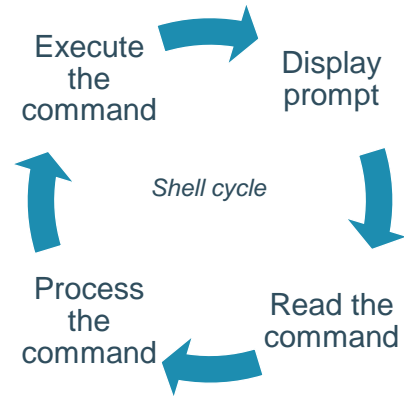 Execute
the
command
Display
prompt
Shell cycle
Process
the
command
Read the
command